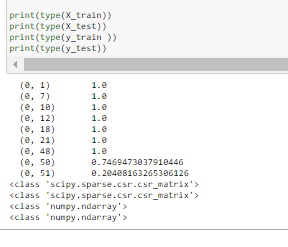 print(type(X_train))
print(type(X_test))
print(type(y_train ))
print(type(y_test))
(0, 1) 1.0
(0, 7) 1.0
(0, 10) 1.0
(0, 12) 1.0
(0, 18) 1.0
(0, 21) 1.0
(0, 48) 1.0
(0, 50) 0.7469473037910446
(0, 51) 0.20408163265306126
<class 'scipy.sparse.csr.csr_matrix'>
<class 'scipy.sparse.csr.csr_matrix'>
<class 'numpy.ndarray'>
<class 'numpy.ndarray'>